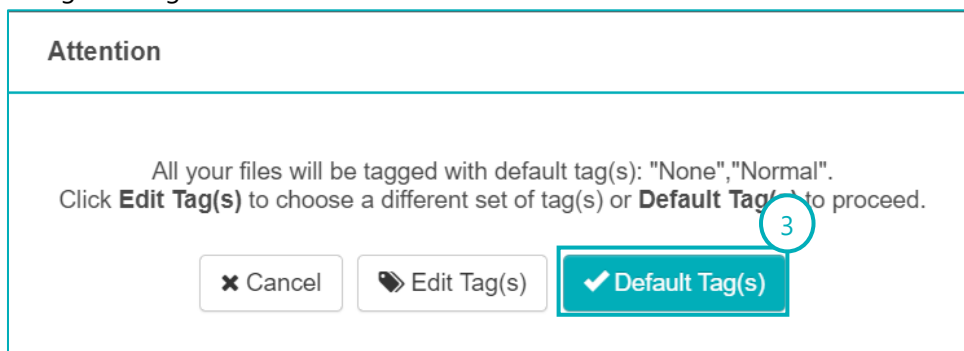 Attention
All your files will be tagged with default tag(s): "None","Normal".
Click Edit Tag(s) to choose a different set of tag(s) or Default Tag(s) to proceed.
3
Cancel
Edit Tag(s)
Default Tag(s)